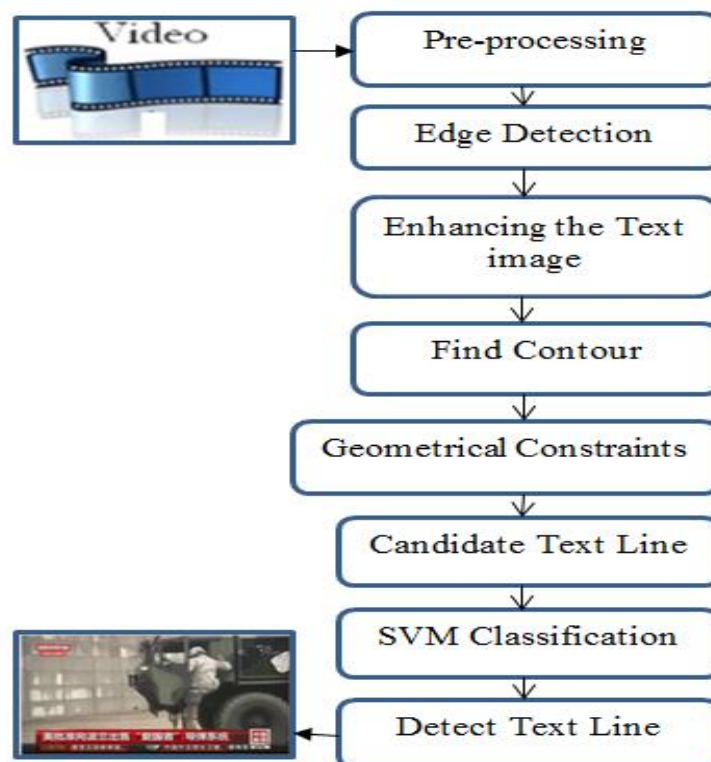 Video
Pre-processing
Edge Detection
Enhancing the Text
image
Find Contour
Geometrical Constraints
Candidate Text Line
SVM Classification
Detect Text Line